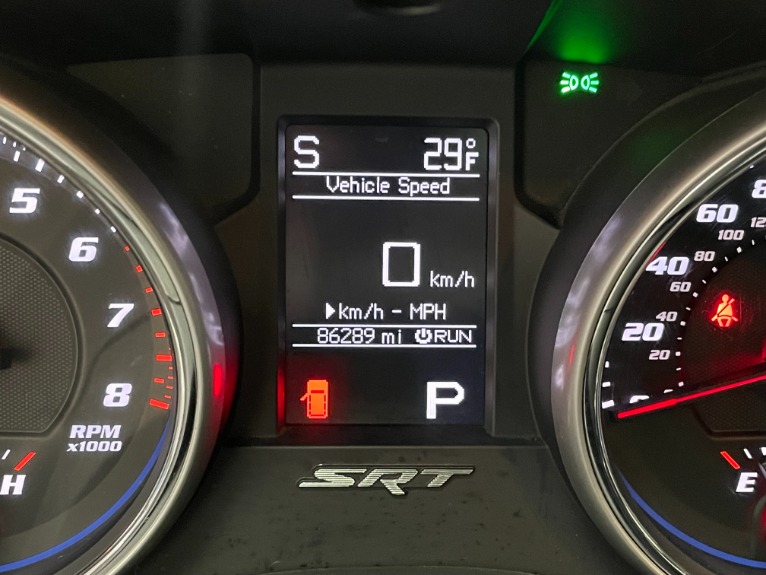 S 29°F
Vehicle Speed
0 km/h
▶km/h - MPH
86289 mi RUN
P
SRT
5
6
7
8
RPM
x1000
H
60
80
100
40
60
20
40
20
E